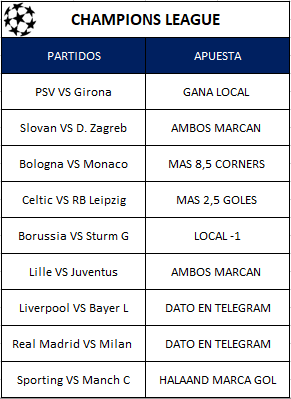 CHAMPIONS LEAGUE
PARTIDOS APUESTA
PSV VS Girona GANA LOCAL
Slovan VS D. Zagreb AMBOS MARCAN
Bologna VS Monaco MAS 8,5 CORNERS
Celtic VS RB Leipzig MAS 2,5 GOLES
Borussia VS Sturm G LOCAL -1
Lille VS Juventus AMBOS MARCAN
Liverpool VS Bayer L DATO EN TELEGRAM
Real Madrid VS Milan DATO EN TELEGRAM
Sporting VS Manch C HALAAND MARCA GOL